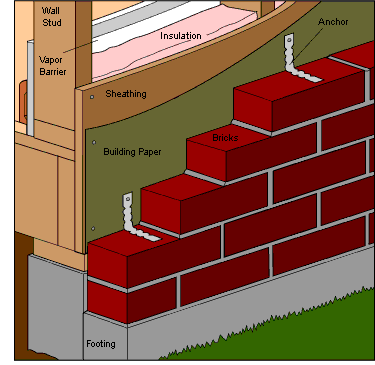 Wall
Stud
Anchor
Insulation
Vapor
Barrier
Sheathing
Bricks
Building Paper
Footing